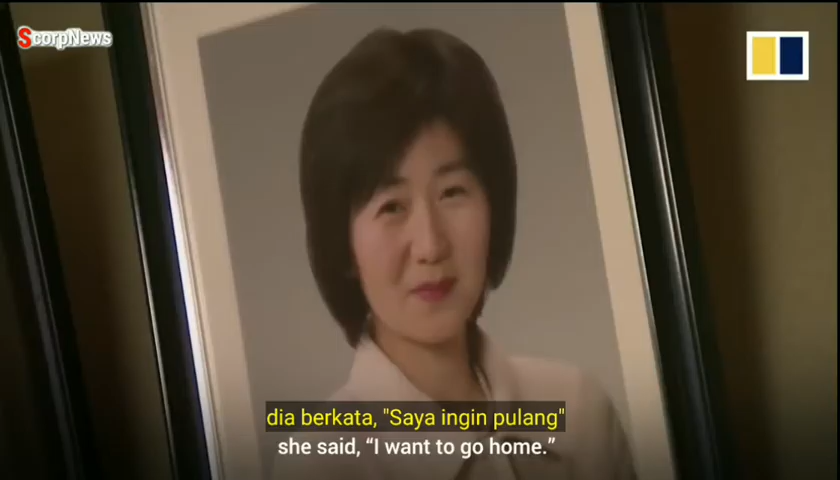 ScorpNews
dia berkata, "Saya ingin pulang"
she said, “I want to go home.”